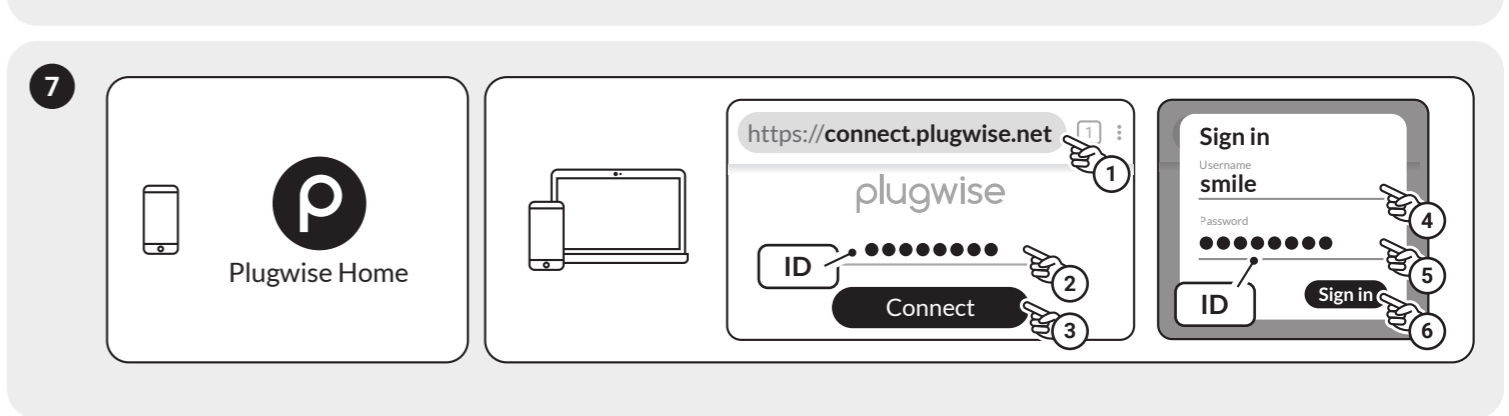 7
Plugwise Home
https://connect.plugwise.net
1
1
plugwise
ID
2
Connect
3
Sign in
Username
smile
4
Password
5
ID
Sign in
6